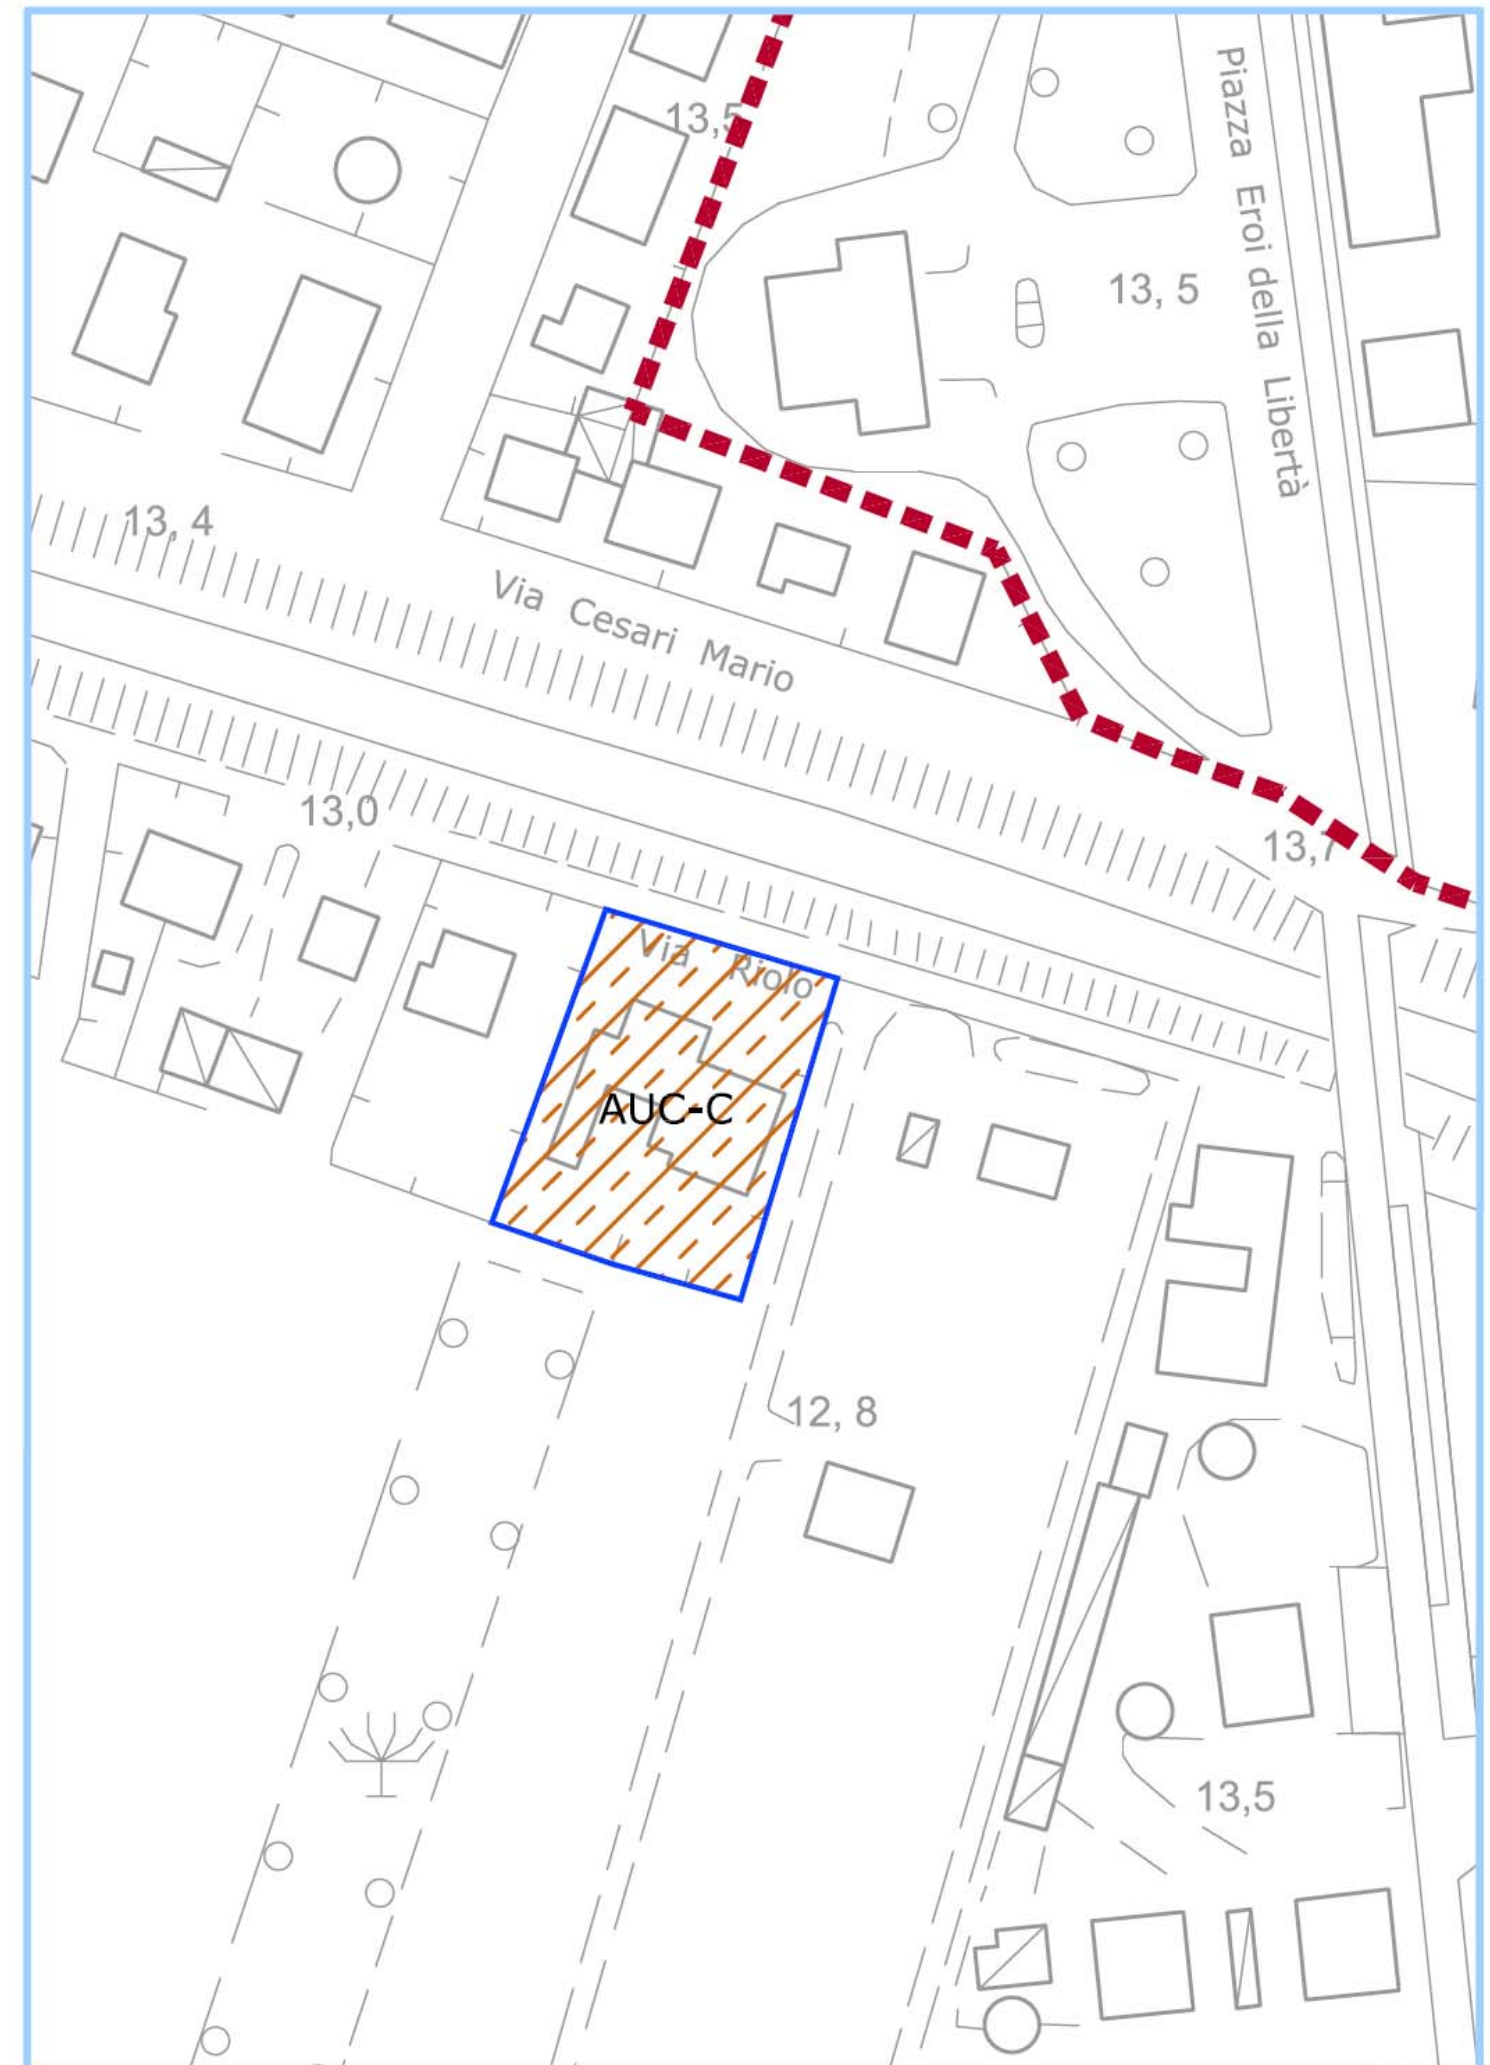 13,5
Piazza Eroi della Libertà
13, 5
13, 4
Via Cesari Mario
13,0
13,7
Via Riolo
AUC-C
12, 8
13,5